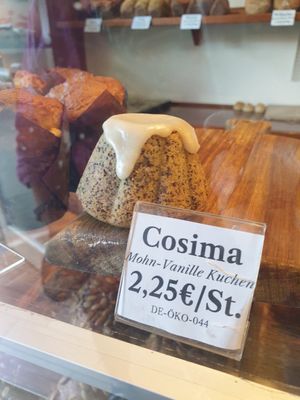 Cosima
Mohn-Vanille Kuchen
2,25€/St.
DE-ÖKO-044